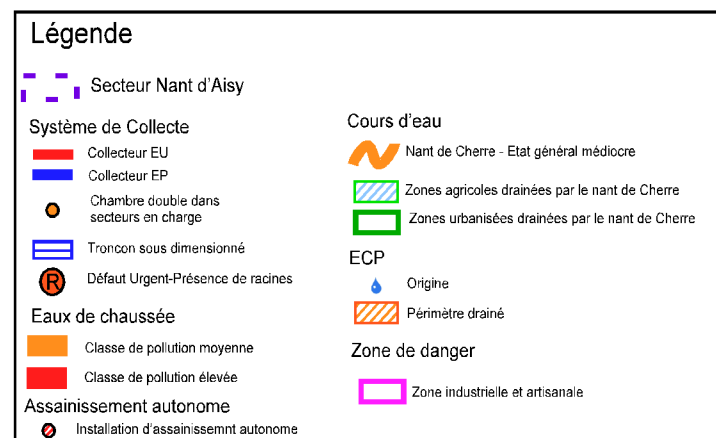 Légende
Secteur Nant d'Aisy
Système de Collecte
Collecteur EU
Collecteur EP
Chambre double dans
secteurs en charge
Troncon sous dimensionné
R
Défaut Urgent-Présence de racines
Eaux de chaussée
Classe de pollution moyenne
Classe de pollution élevée
Assainissement autonome
Installation d'assainissemnt autonome
Cours d'eau
Nant de Cherre - Etat général médiocre
Zones agricoles drainées par le nant de Cherre
Zones urbanisées drainées par le nant de Cherre
ECP
Origine
Périmètre drainé
Zone de danger
Zone industrielle et artisanale